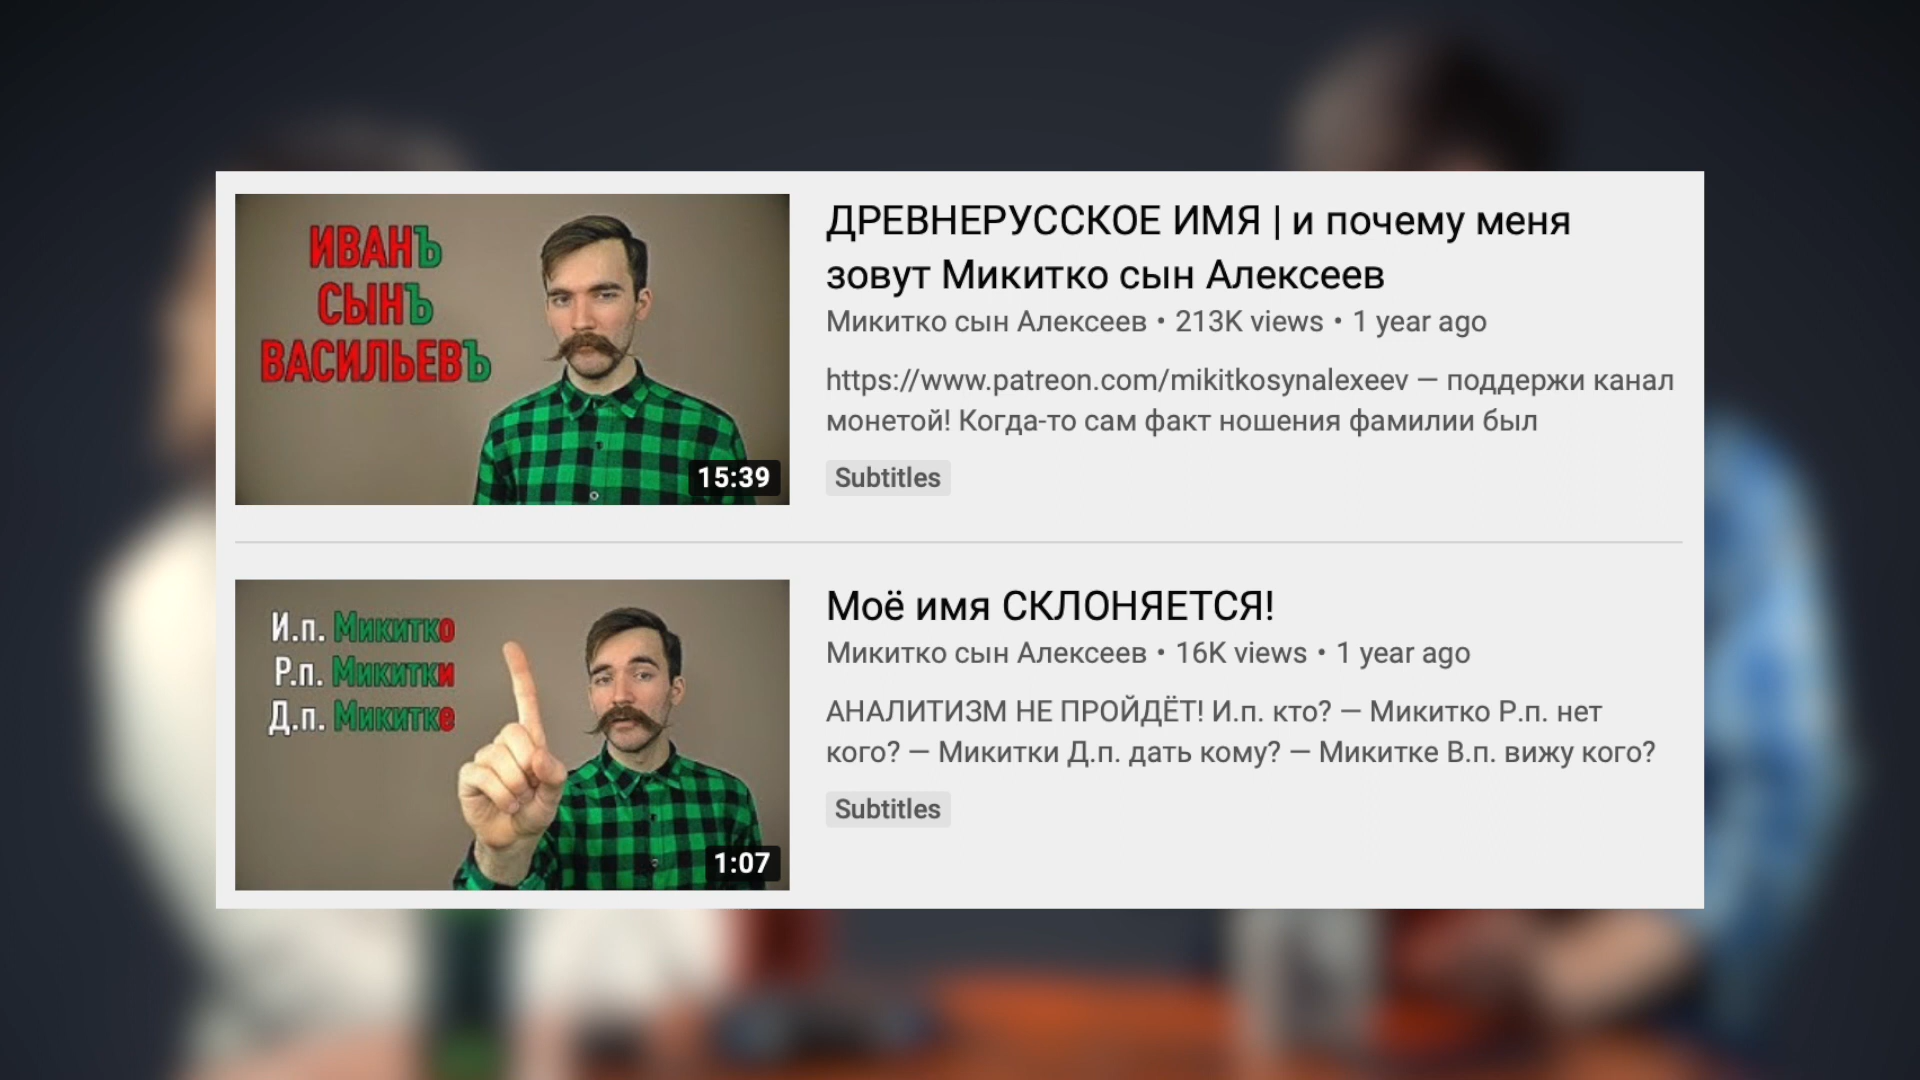 ИВАНЪ
СЫНЪ
ВАСИЛЬЕВЪ
15:39
ДРЕВНЕРУССКОЕ ИМЯ | и почему меня
зовут Микитко сын Алексеев
Микитко сын Алексеев • 213K views • 1 year ago
https://www.patreon.com/mikitkosynalexeev — поддержи канал
монетой! Когда-то сам факт ношения фамилии был
Subtitles
И.п. Микитко
Р.п. Микитки
Д.п. Микитке
1:07
Моё имя СКЛОНЯЕТСЯ!
Микитко сын Алексеев • 16K views • 1 year ago
АНАЛИТИЗМ НЕ ПРОЙДЁТ! И.п. кто? — Микитко Р.п. нет
кого? — Микитки Д.п. дать кому? — Микитке В.п. вижу кого?
Subtitles